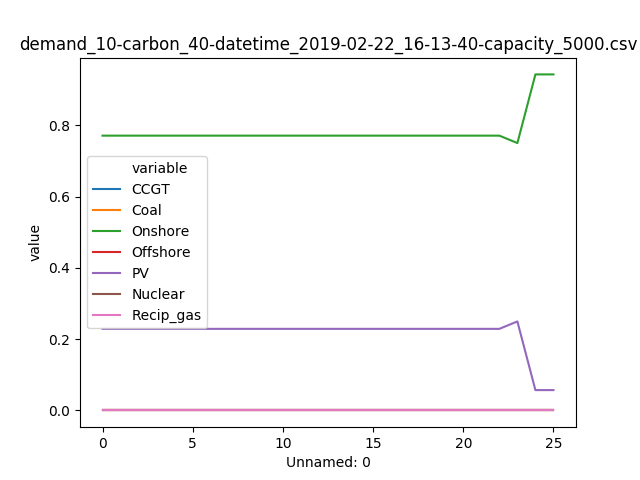 demand_10-carbon_40-datetime_2019-02-22_16-13-40-capacity_5000.csv
value
0.8
0.6
0.4
0.2
0.0
variable
CCGT
Coal
Onshore
Offshore
PV
Nuclear
Recip_gas
0 5 10 15 20 25
Unnamed: 0